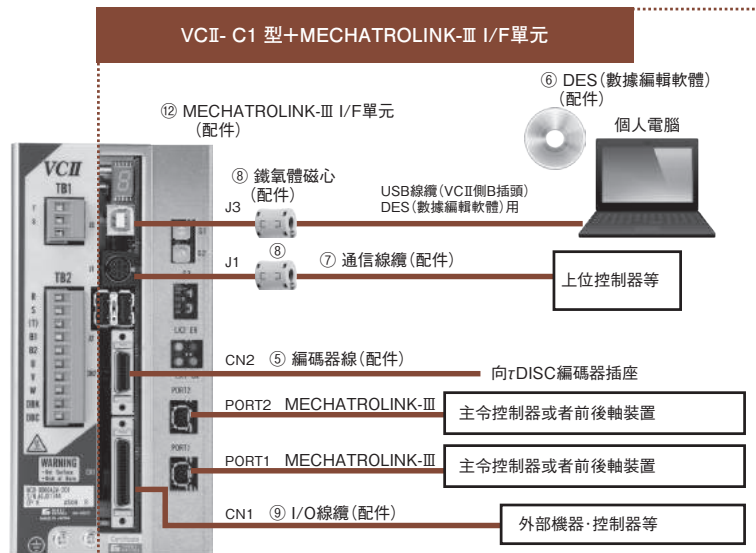 VCⅡ- C1 型＋MECHATROLINK-Ⅲ I/F單元
⑥ DES（數據編輯軟體）
（配件）
個人電腦
⑫ MECHATROLINK-Ⅲ I/F單元
（配件）
⑧ 鐵氧體磁心
（配件）
J3
USB線纜（VCⅡ側B插頭）
DES（數據編輯軟體）用
J1
⑧
⑦ 通信線纜（配件）
上位控制器等
CN2 ⑤ 編碼器線（配件）
向τDISC編碼器插座
PORT2 MECHATROLINK-Ⅲ
主令控制器或者前後軸裝置
PORT1 MECHATROLINK-Ⅲ
主令控制器或者前後軸裝置
CN1 ⑨ I/O線纜（配件）
外部機器·控制器等
VCⅡ
TB1
TB2
R
S
(T)
B1
B2
U
V
W
DBK
DBC
PORT2
PORT1
WARNING